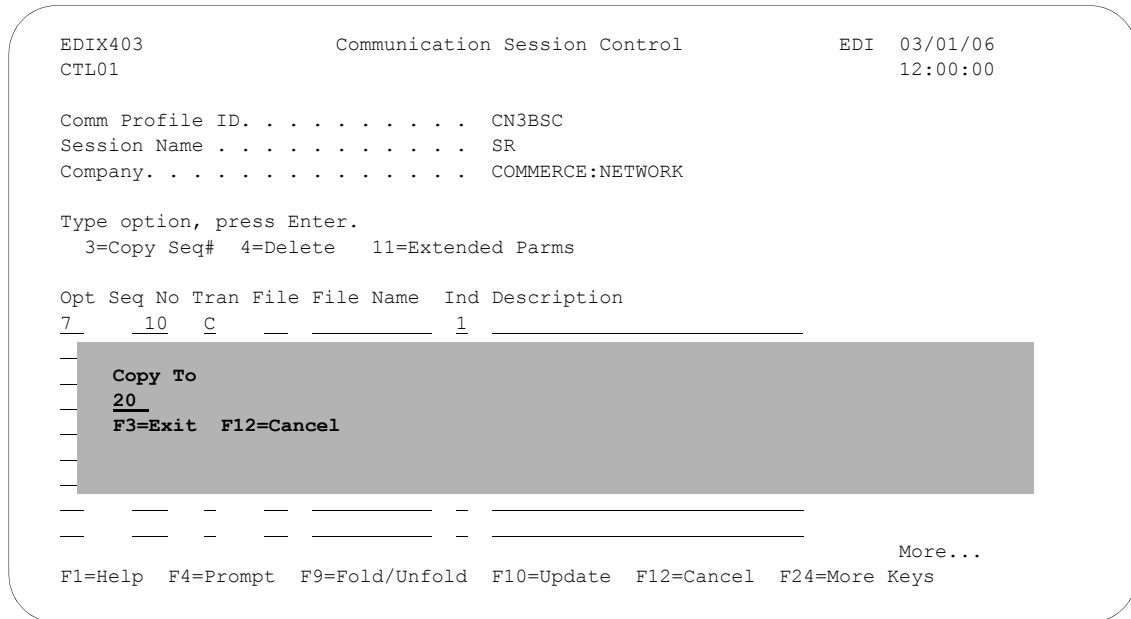 EDIX403 Communication Session Control EDI 03/01/06
CTL01 12:00:00
Comm Profile ID. . . . . . . . . . CN3BSC
Session Name . . . . . . . . . . . SR
Company. . . . . . . . . . . . . . COMMERCE:NETWORK
Type option, press Enter.
3=Copy Seq# 4=Delete 11=Extended Parms
Opt Seq No Tran File File Name Ind Description
7 10 C 1
Copy To
20
F3=Exit F12=Cancel
More...
F1=Help F4=Prompt F9=Fold/Unfold F10=Update F12=Cancel F24=More Keys